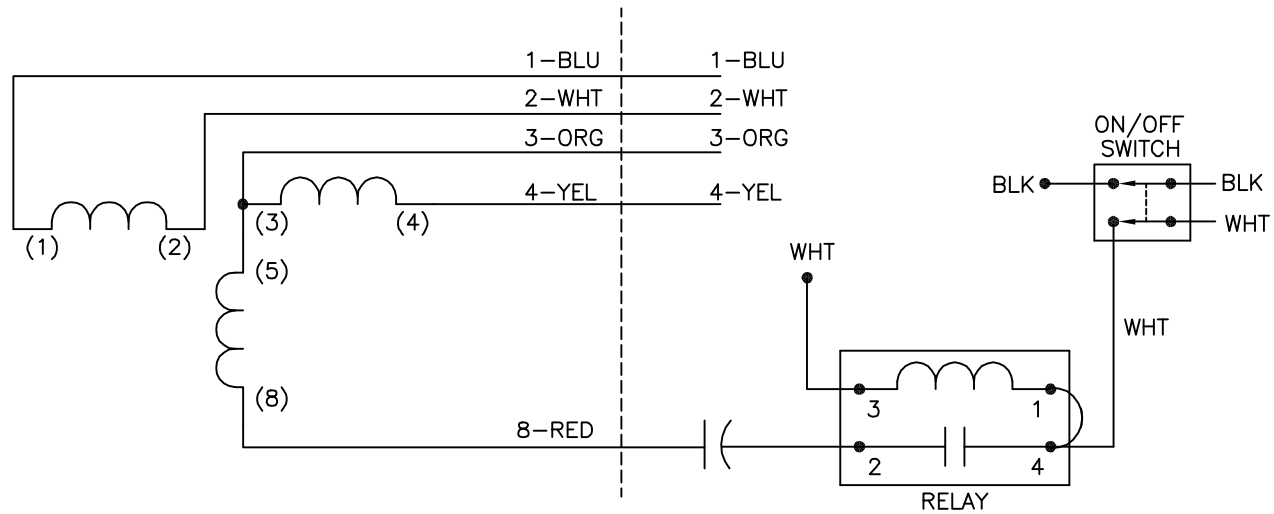 1-BLU
1-BLU
2-WHT
2-WHT
3-ORG
3-ORG
ON/OFF
SWITCH
4-YEL
4-YEL
BLK
BLK
(3)
(4)
WHT
(1)
(2)
WHT
(5)
WHT
(8)
3
1
8-RED
2
4
RELAY